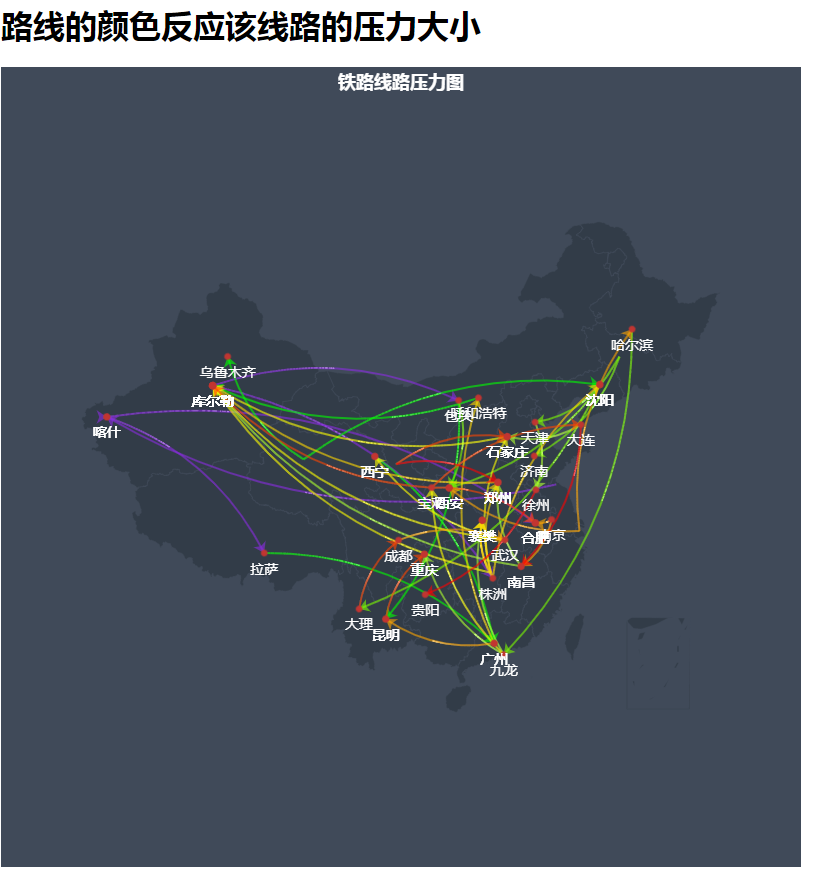 路线的颜色反应该线路的压力大小
铁路线路压力图
哈尔滨
乌鲁木齐
库尔勒
沈阳
呼和浩特
包头
喀什
天津
大连
石家庄
西宁
济南
宝鸡
西安
郑州
徐州
襄樊
合肥
南京
武汉
成都
拉萨
重庆
南昌
株洲
贵阳
大理
昆明
广州
九龙